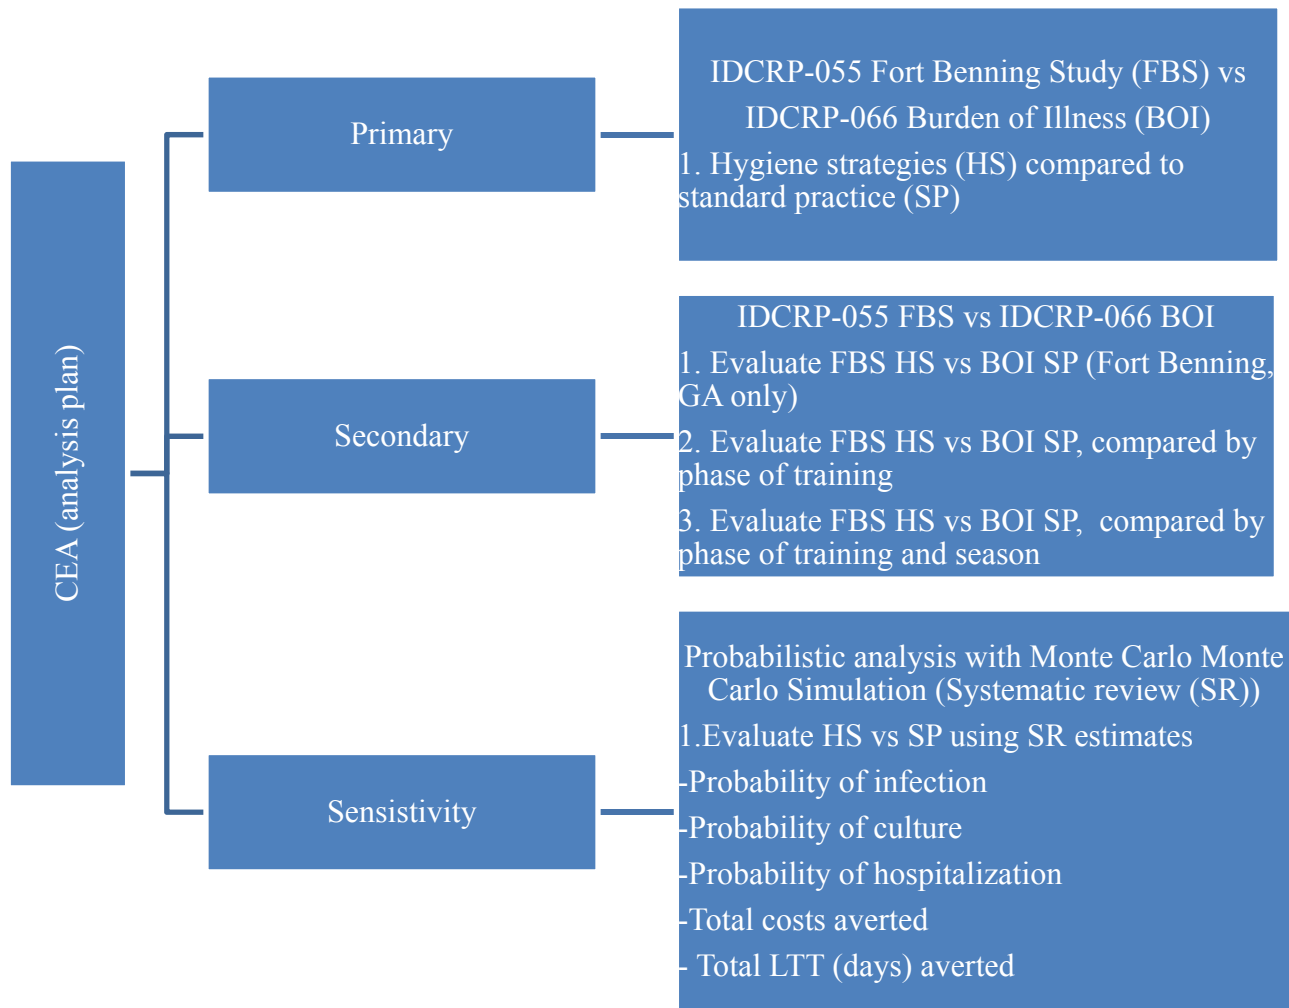 CEA (analysis plan)
Primary
IDCRP-055 Fort Benning Study (FBS) vs
IDCRP-066 Burden of Illness (BOI)
1. Hygiene strategies (HS) compared to
standard practice (SP)
Secondary
IDCRP-055 FBS vs IDCRP-066 BOI
1. Evaluate FBS HS vs BOI SP (Fort Benning,
GA only)
2. Evaluate FBS HS vs BOI SP, compared by
phase of training
3. Evaluate FBS HS vs BOI SP,  compared by
phase of training and season
Sensistivity
Probabilistic analysis with Monte Carlo Monte
Carlo Simulation (Systematic review (SR))
1.Evaluate HS vs SP using SR estimates
-Probability of infection
-Probability of culture
-Probability of hospitalization
-Total costs averted
- Total LTT (days) averted